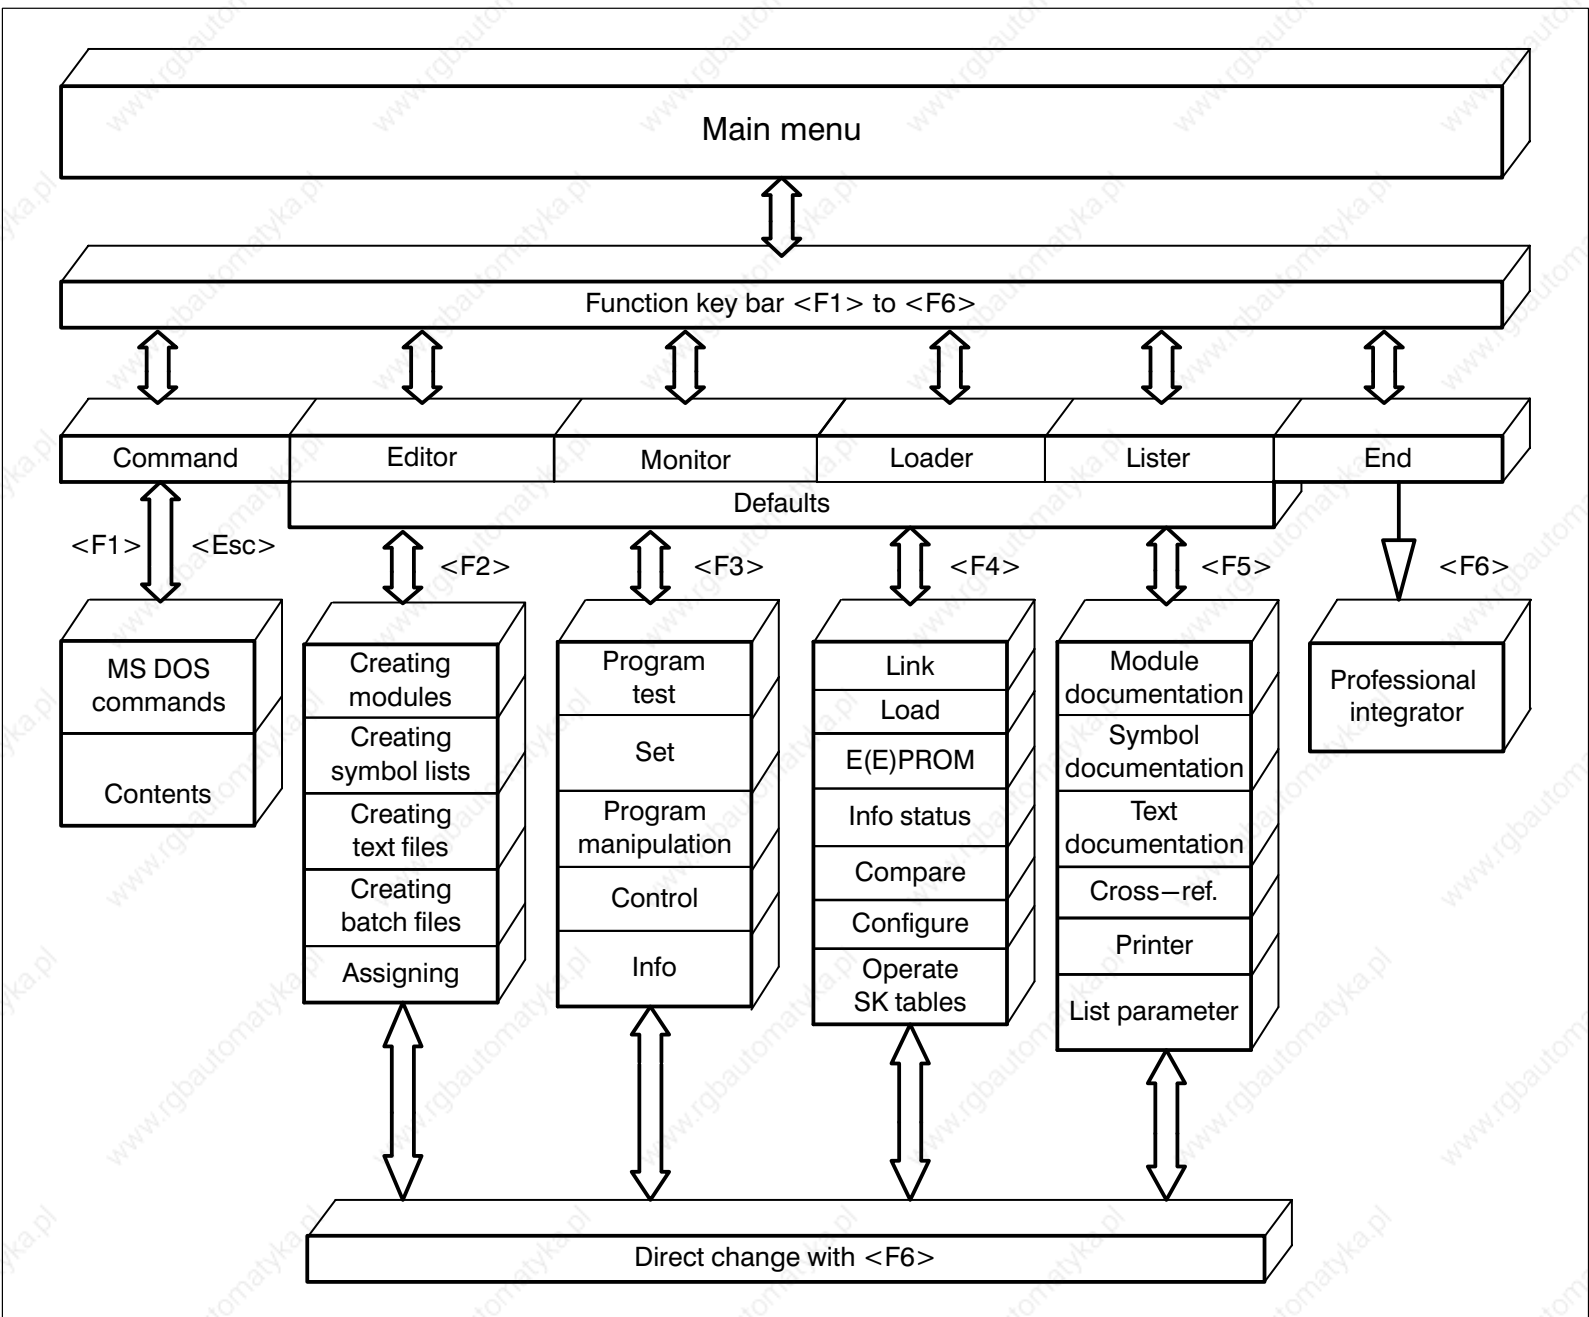 Main menu
Function key bar <F1> to <F6>
Command
Editor
Monitor
Loader
Lister
End
Defaults
<F1>
<Esc>
<F2>
<F3>
<F4>
<F5>
<F6>
MS DOS
commands
Contents
Creating
modules
Creating
symbol lists
Creating
text files
Creating
batch files
Assigning
Program
test
Set
Program
manipulation
Control
Info
Link
Load
E(E)PROM
Info status
Compare
Configure
Operate
SK tables
Module
documentation
Symbol
documentation
Text
documentation
Cross–ref.
Printer
List parameter
Professional
integrator
Direct change with <F6>
www.rgbautomatyka.pl